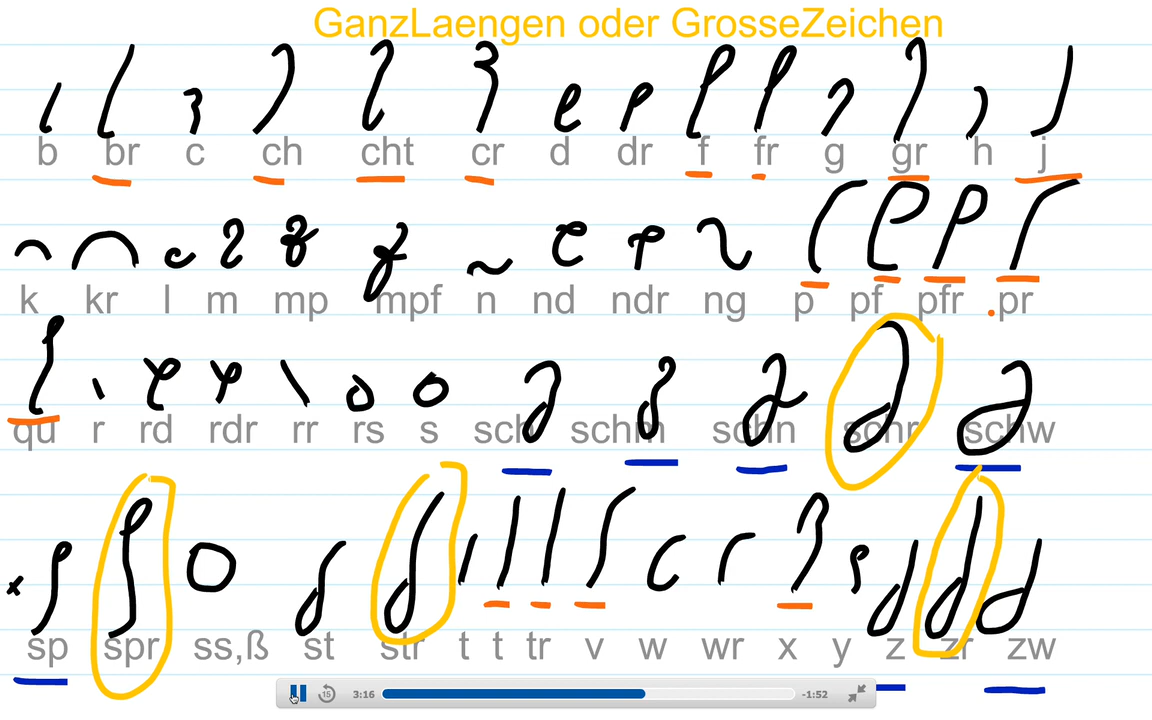 GanzLaengen oder GrosseZeichen
b br c ch cht cr d dr f fr g gr h j
k kr l m mp mpf n nd ndr ng p pf pfr .pr
qu r rd rdr rr rs s sch schm schn schr schw
sp spr ss,ß st str t t tr v w wr x y z zr zw
15 3:16 -1:52